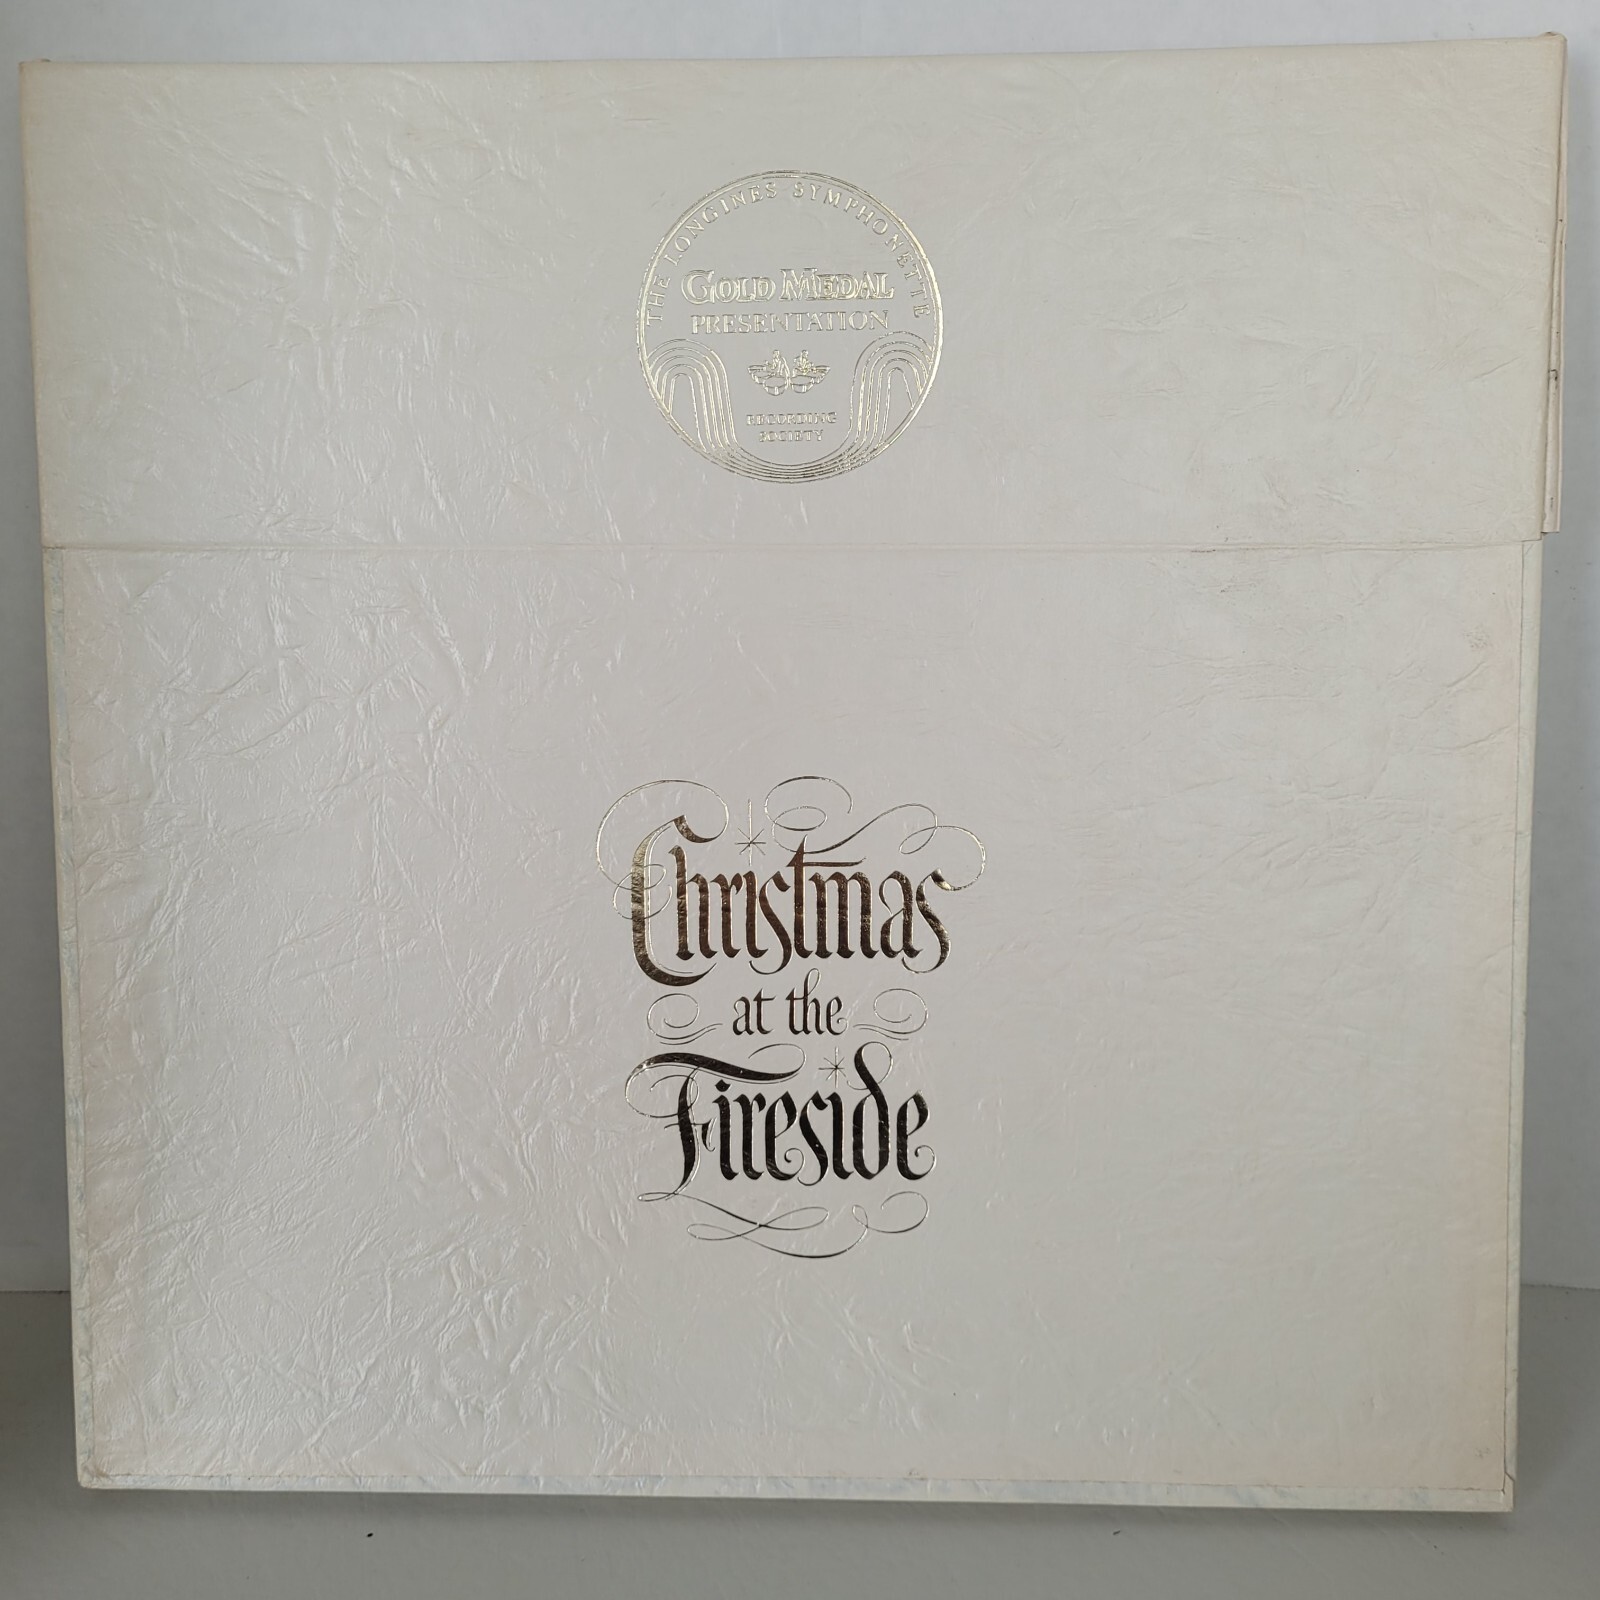 THE LONGINES SYMPHONETTE
GOLD MEDAL
PRESENTATION
RECORDING
SOCIETY
Christmas
at the
Fireside